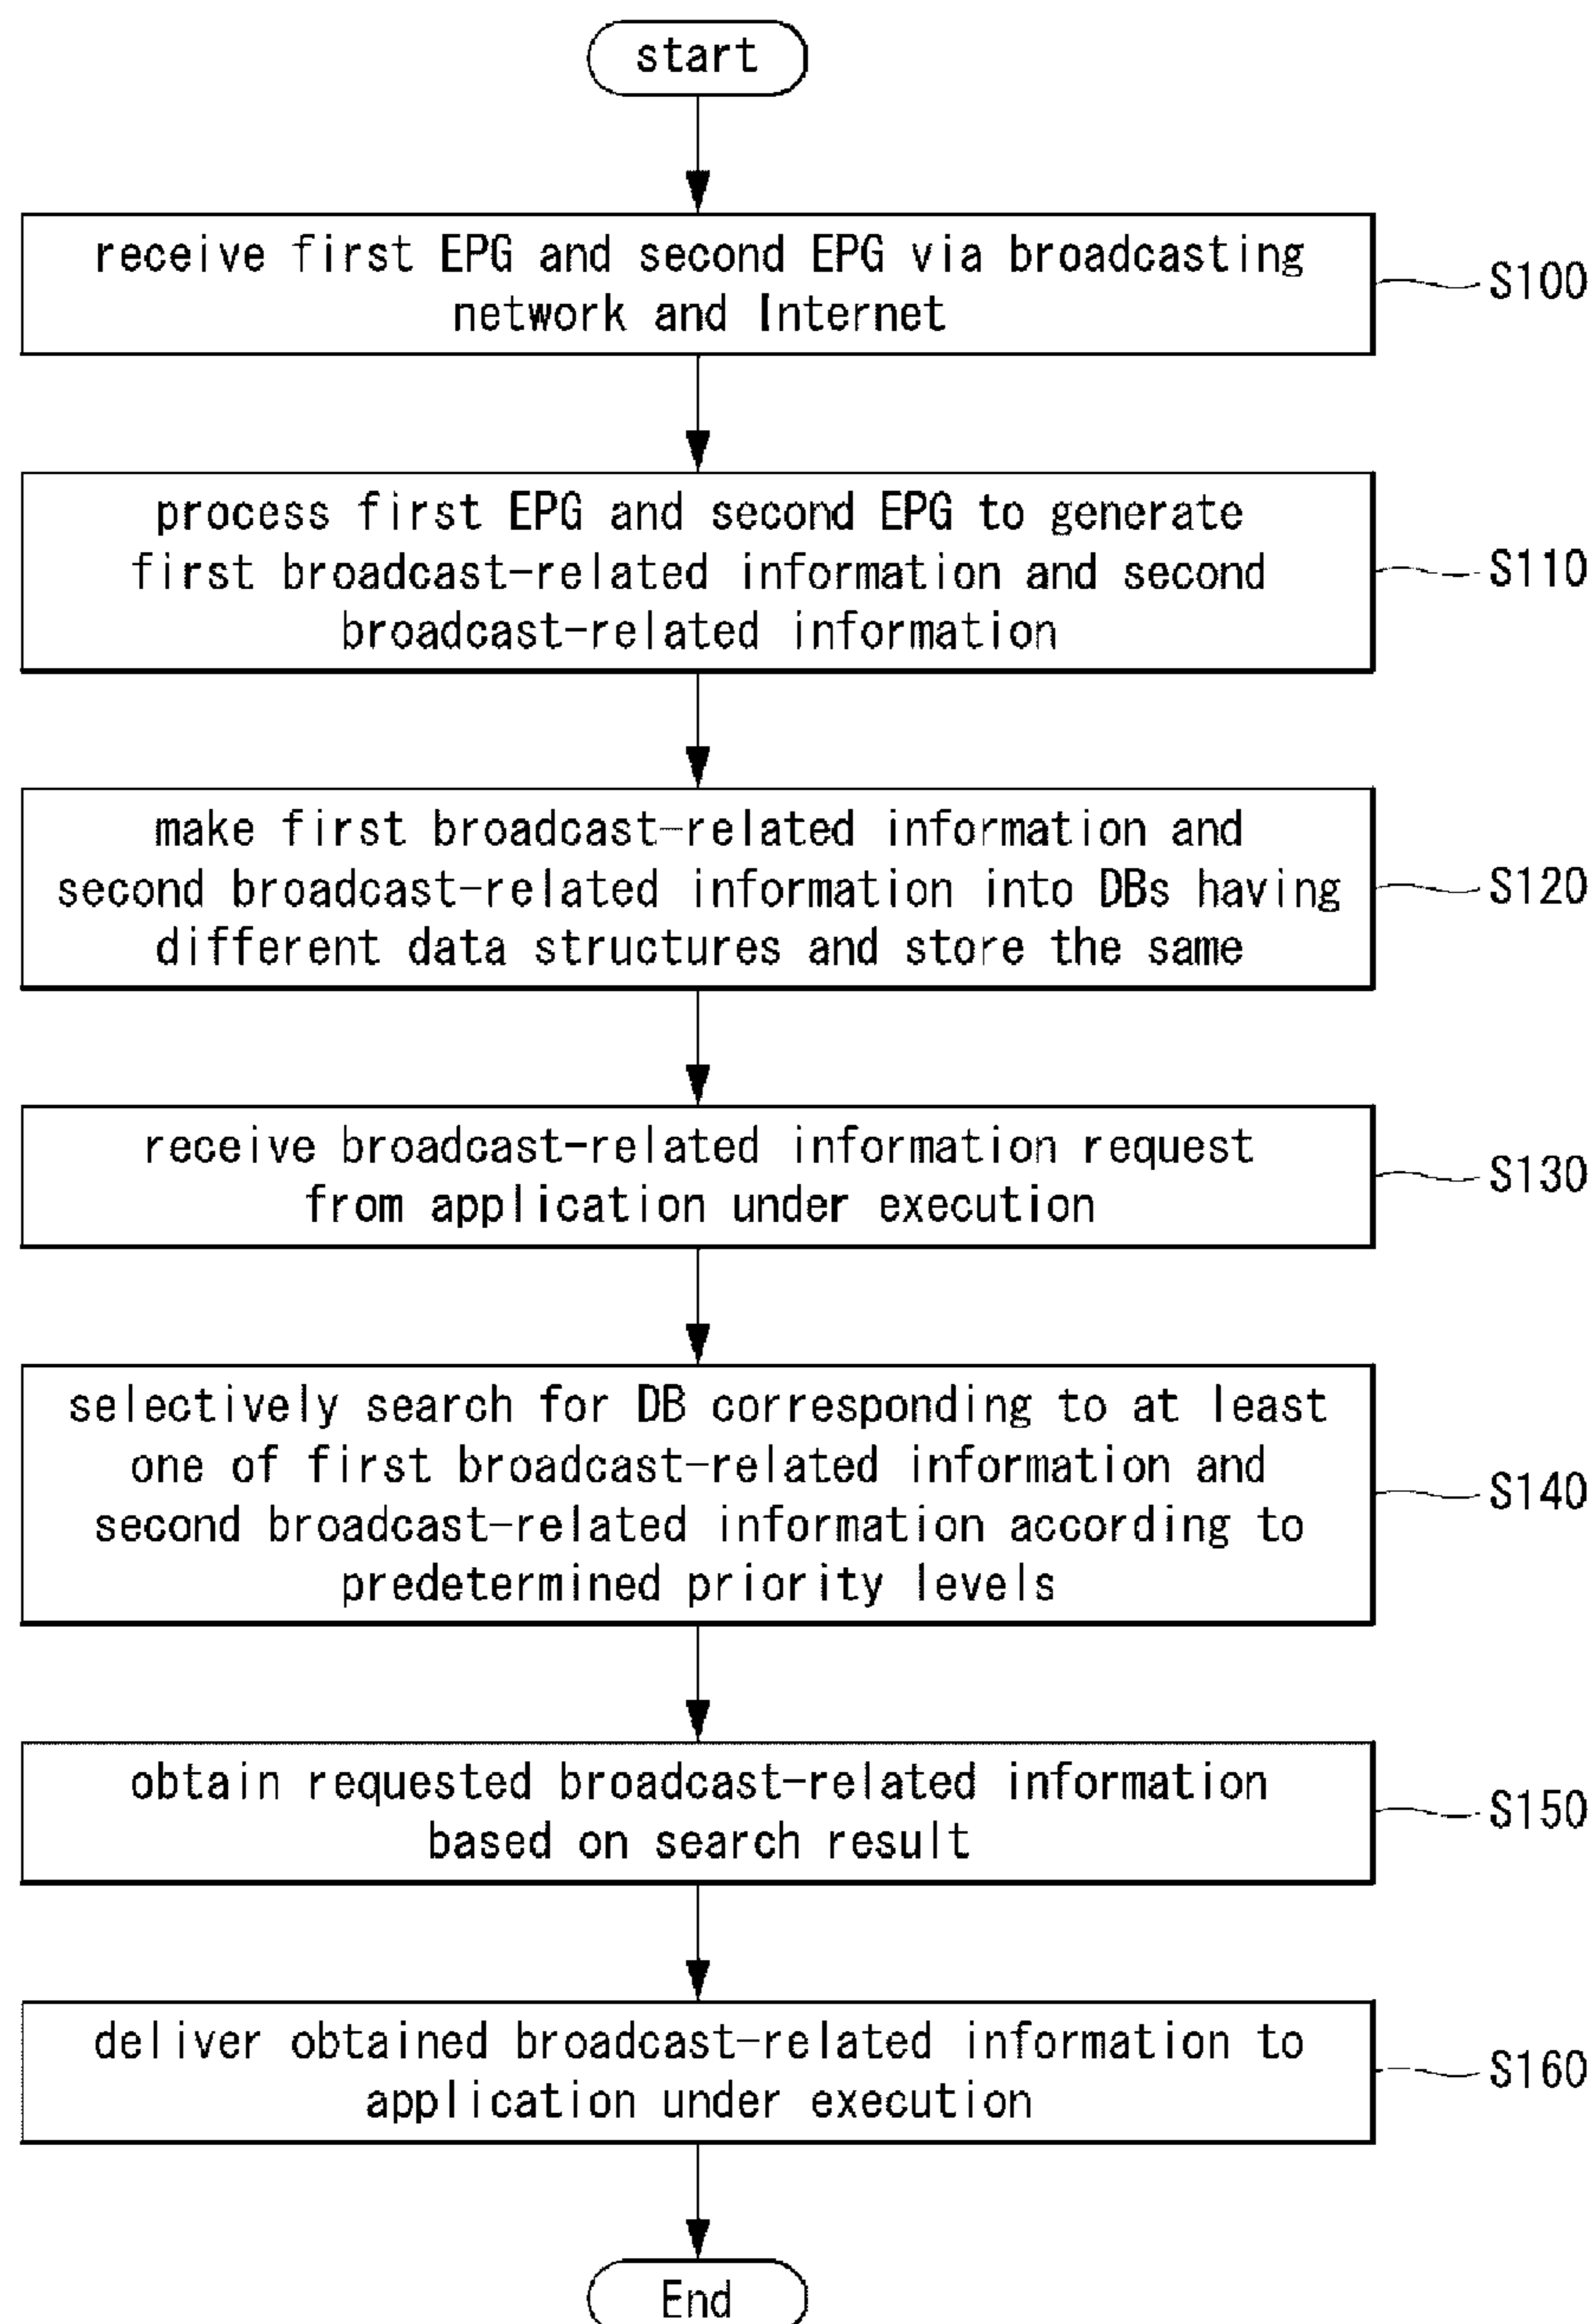 start
receive first EPG and second EPG via broadcasting
network and Internet
S100
process first EPG and second EPG to generate
first broadcast-related information and second
broadcast-related information
S110
make first broadcast-related information and
second broadcast-related information into DBs having
different data structures and store the same
S120
receive broadcast-related information request
from application under execution
S130
selectively search for DB corresponding to at least
one of first broadcast-related information and
second broadcast-related information according to
predetermined priority levels
S140
obtain requested broadcast-related information
based on search result
S150
deliver obtained broadcast-related information to
application under execution
S160
End